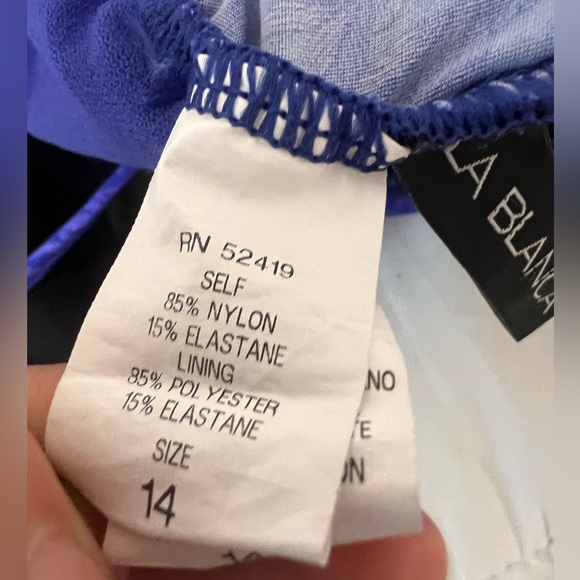 RN 52419
SELF
85% NYLON
15% ELASTANE
LINING
85% POLYESTER
15% ELASTANE
SIZE
14
LA BLANCA